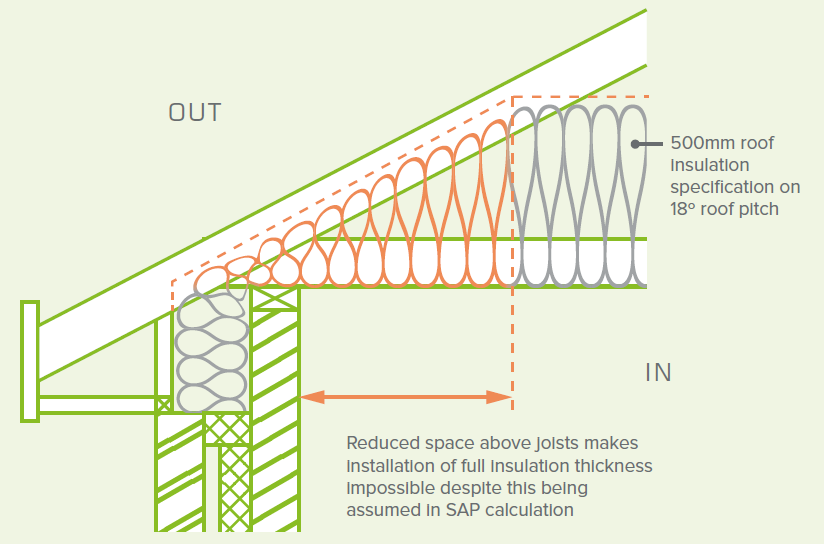 OUT
500mm roof
insulation
specification on
18º roof pitch
IN
Reduced space above joists makes
installation of full insulation thickness
impossible despite this being
assumed in SAP calculation